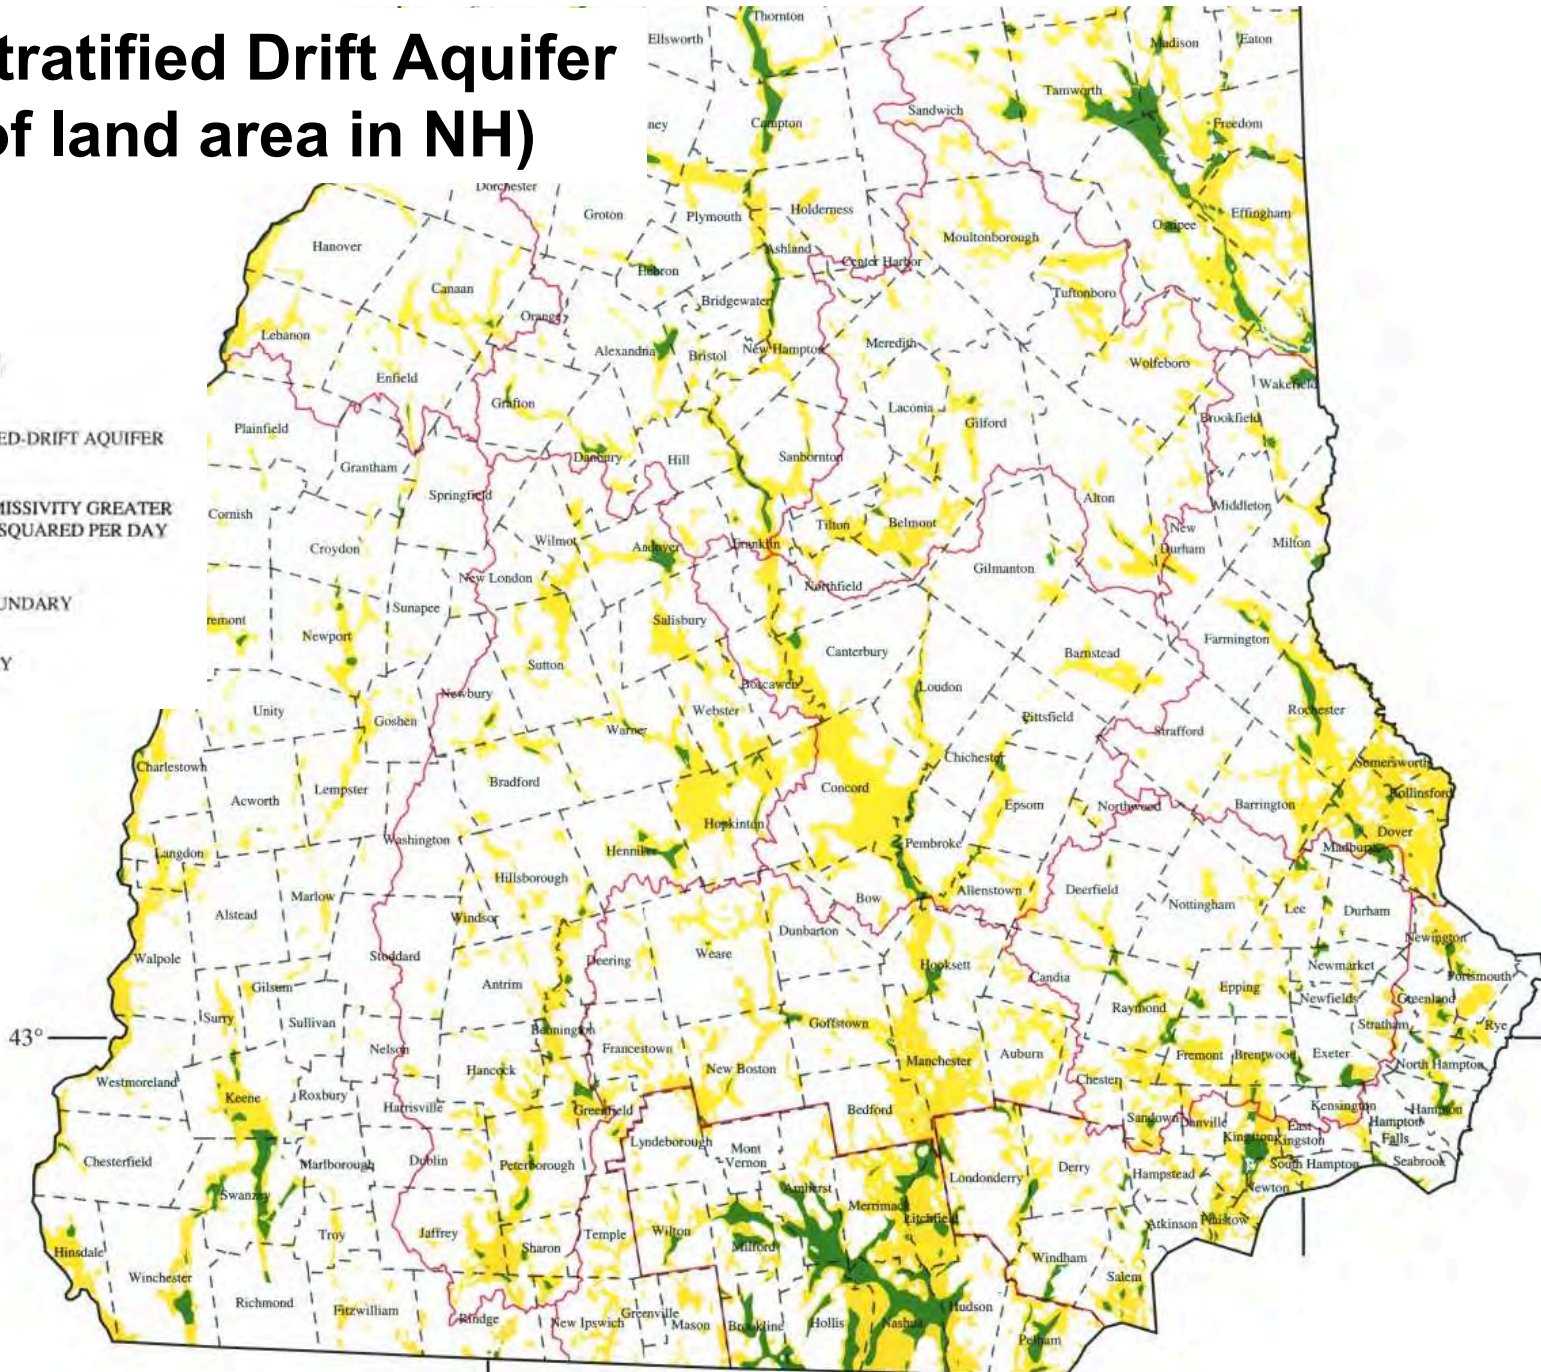 tratified Drift Aquifer
of land area in NH)
ED-DRIFT AQUIFER
MISSIVITY GREATER
SQUARED PER DAY
UNDARY
Y
43°
Thornton
Ellsworth
Madison
Eaton
Tamworth
Sandwich
ney
Campton
Freedom
Dorchester
Groton
Plymouth
Holderness
Effingham
Ossipee
Hanover
Moultonborough
Ashland
Center Harbor
Hebron
Canaan
Bridgewater
Tuftonboro
Orange
Lebanon
Alexandria
Bristol
New Hampton
Meredith
Wolfeboro
Enfield
Wakefield
Grafton
Laconia
Gilford
Brookfield
Plainfield
Danbury
Hill
Sanbornton
Grantham
Springfield
Alton
Middleton
Cornish
Tilton
Belmont
New
Durham
Croydon
Wilmot
Andover
Franklin
Milton
New London
Gilmanton
Northfield
Sunapee
remont
Newport
Salisbury
Farmington
Canterbury
Barnstead
Sutton
Boscawen
Loudon
Newbury
Unity
Goshen
Webster
Pittsfield
Rochester
Warner
Strafford
Charlestown
Chichester
Somersworth
Bradford
Lempster
Concord
Rollinsford
Acworth
Epsom
Northwood
Barrington
Hopkinton
Dover
Washington
Langdon
Henniker
Pembroke
Madbury
Hillsborough
Marlow
Allenstown
Deerfield
Bow
Nottingham
Lee
Durham
Alstead
Windsor
Dunbarton
Newington
Walpole
Stoddard
Deering
Weare
Hooksett
Candia
Newmarket
Portsmouth
Gilsum
Antrim
Epping
Newfields
Greenland
Surry
Sullivan
Bennington
Goffstown
Raymond
Stratham
Rye
Nelson
Francestown
Manchester
Auburn
Fremont
Brentwood
Exeter
North Hampton
Westmoreland
Hancock
New Boston
Chester
Keene
Roxbury
Harrisville
Greenfield
Bedford
Sandown
Danville
Kensington
Hampton
Lyndeborough
Mont
Vernon
Kingston
East
Kingston
Hampton
Falls
Chesterfield
Marlborough
Dublin
Peterborough
Londonderry
Derry
Hampstead
South Hampton
Seabrook
Swanzey
Amherst
Merrimack
Litchfield
Newton
Troy
Jaffrey
Sharon
Temple
Wilton
Milford
Atkinson
Plaistow
Hinsdale
Windham
Winchester
Salem
Richmond
Fitzwilliam
Rindge
New Ipswich
Greenville
Mason
Brookline
Hollis
Nashua
Hudson
Pelham